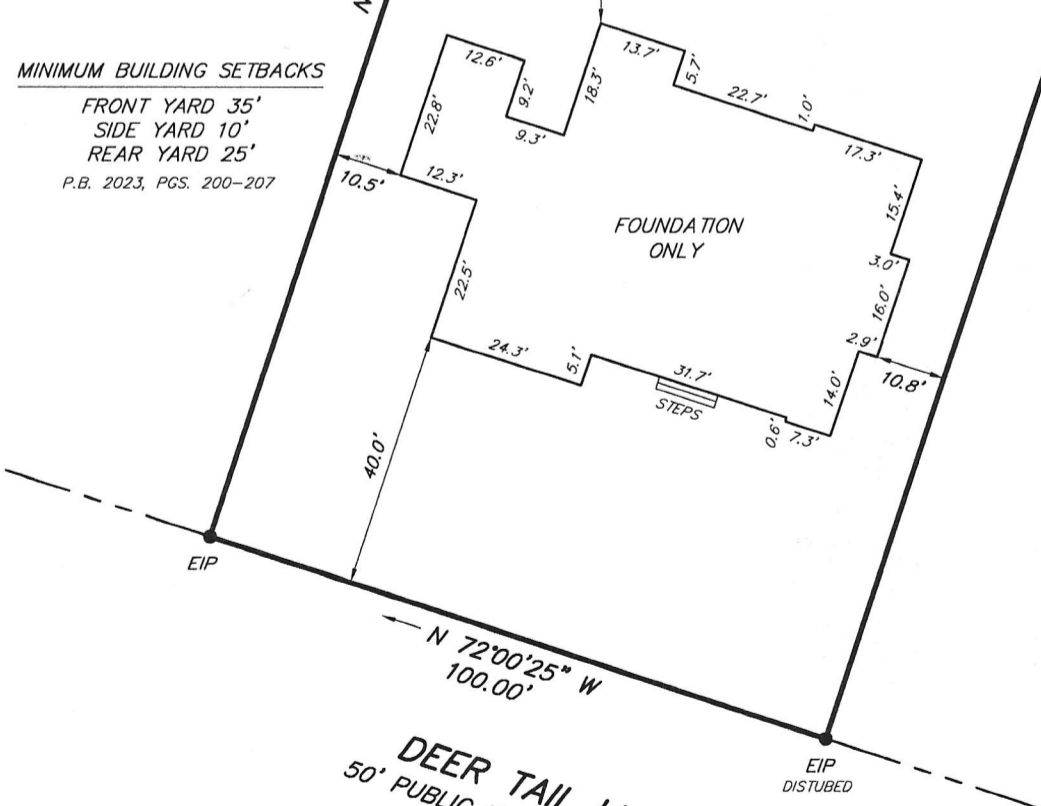 MINIMUM BUILDING SETBACKS
FRONT YARD 35'
SIDE YARD 10'
REAR YARD 25'
P.B. 2023, PGS. 200-207
N
13.7'
5.7'
12.6'
9.2'
18.3'
22.7'
1.0'
22.8'
9.3'
17.3'
10.5'
12.3'
15.4'
FOUNDATION
ONLY
3.0'
22.5'
16.0'
2.9'
24.3'
5.1'
31.7'
10.8'
14.0'
STEPS
0.6'
7.3'
40.0'
EIP
N 72°00'25" W
100.00'
DEER TAIL
50' PUBLIC
EIP
DISTUBED